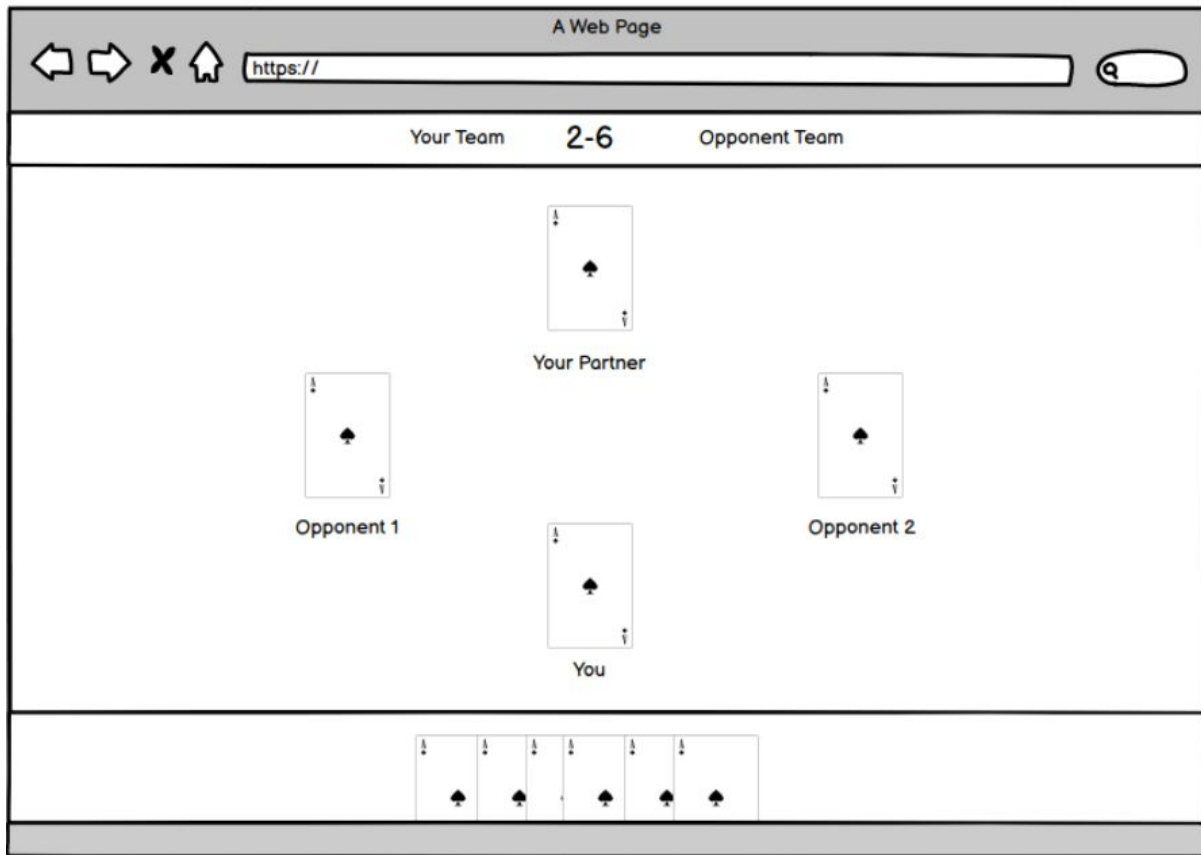 A Web Page
https://
Your Team 2-6 Opponent Team
A
A
Your Partner
A
A
A
A
Opponent 1
Opponent 2
A
A
You
A A A A A A